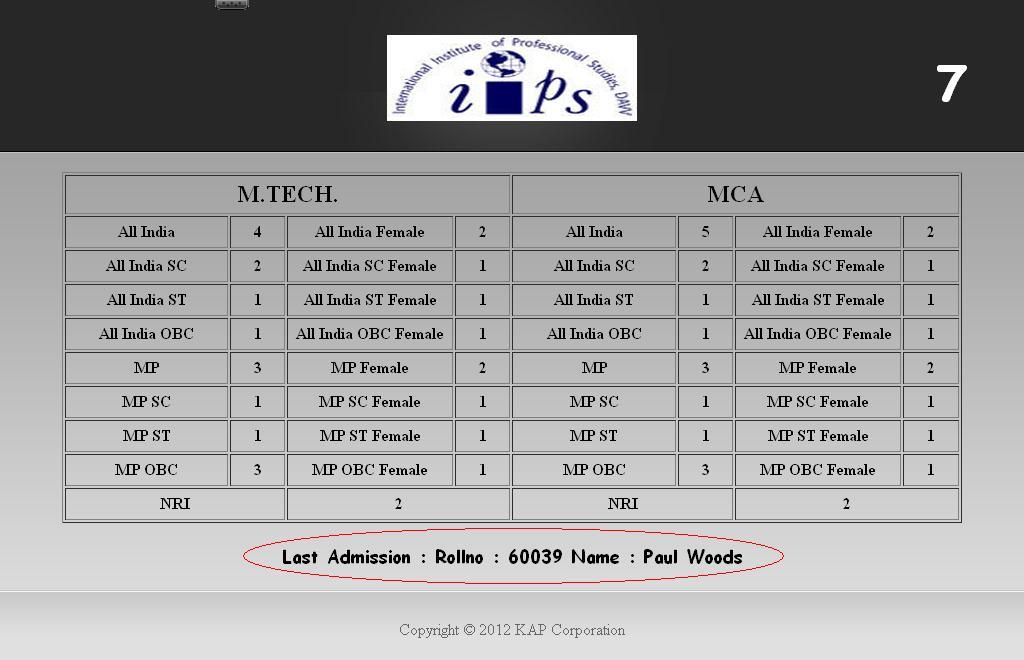 International Institute of Professional Studies, DAVV
ips
7
M.TECH. MCA
All India 4 All India Female 2 All India 5 All India Female 2
All India SC 2 All India SC Female 1 All India SC 2 All India SC Female 1
All India ST 1 All India ST Female 1 All India ST 1 All India ST Female 1
All India OBC 1 All India OBC Female 1 All India OBC 1 All India OBC Female 1
MP 3 MP Female 2 MP 3 MP Female 2
MP SC 1 MP SC Female 1 MP SC 1 MP SC Female 1
MP ST 1 MP ST Female 1 MP ST 1 MP ST Female 1
MP OBC 3 MP OBC Female 1 MP OBC 3 MP OBC Female 1
NRI 2 NRI 2
Last Admission : Rollno : 60039 Name : Paul Woods
Copyright © 2012 KAP Corporation